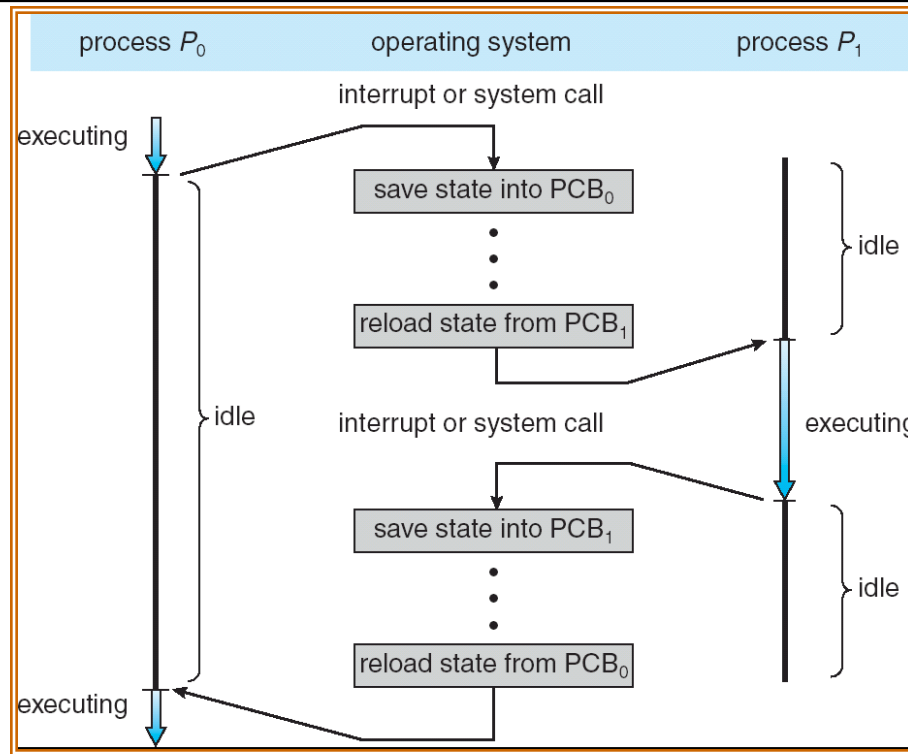 process P₀ operating system process P₁
interrupt or system call
executing
save state into PCB₀
idle
reload state from PCB₁
idle
interrupt or system call
executing
save state into PCB₁
idle
reload state from PCB₀
executing